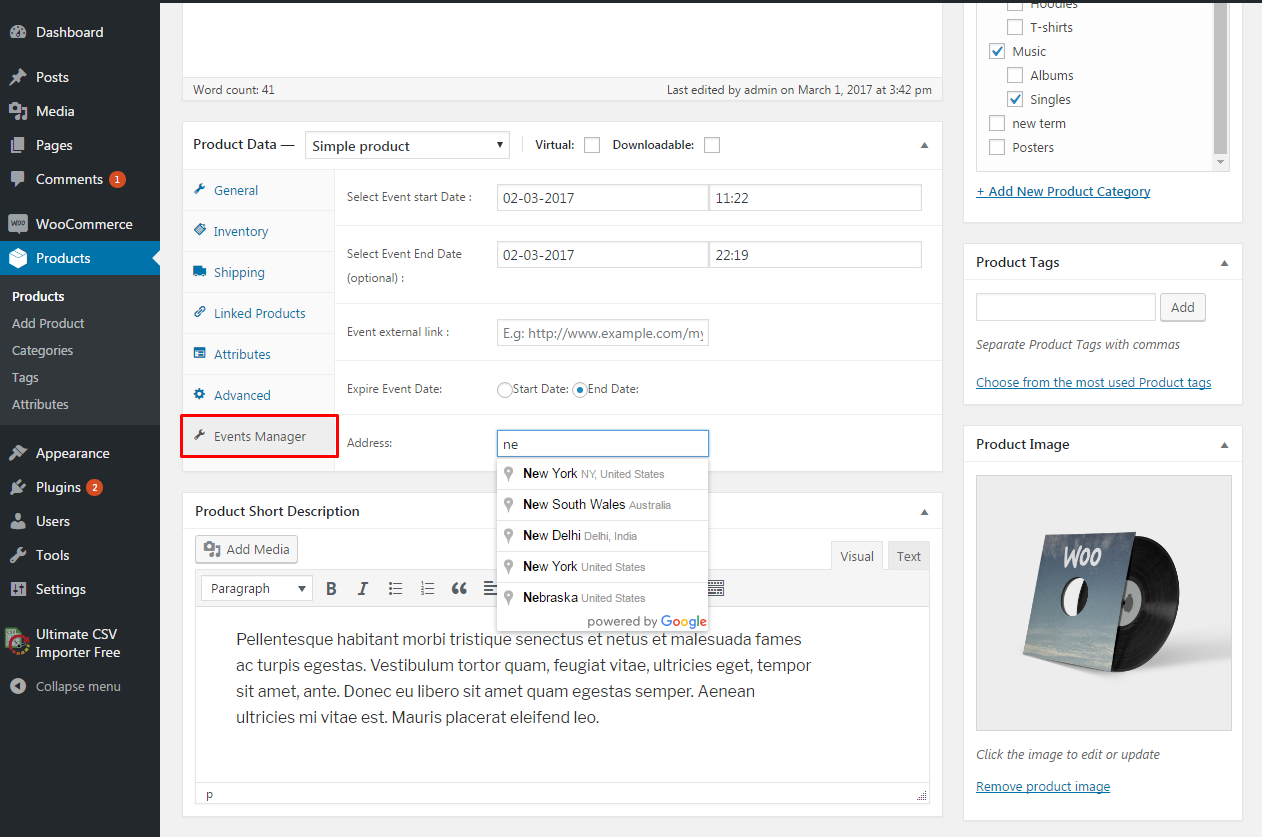 Dashboard
Posts
Media
Pages
Comments 1
WooCommerce
Products
Products
Add Product
Categories
Tags
Attributes
Appearance
Plugins 2
Users
Tools
Settings
Ultimate CSV
Importer Free
Collapse menu
Word count: 41
Last edited by admin on March 1, 2017 at 3:42 pm
Product Data —
Simple product
Virtual:
Downloadable:
General
Inventory
Shipping
Linked Products
Attributes
Advanced
Events Manager
Select Event start Date :
02-03-2017
11:22
Select Event End Date
(optional) :
02-03-2017
22:19
Event external link :
E.g: http://www.example.com/my
Expire Event Date:
Start Date:
End Date:
Address:
ne
New York NY, United States
New South Wales Australia
New Delhi Delhi, India
New York United States
Nebraska United States
powered by Google
Product Short Description
Add Media
Visual
Text
Paragraph
B I
Pellentesque habitant morbi tristique senectus et netus et malesuada fames
ac turpis egestas. Vestibulum tortor quam, feugiat vitae, ultricies eget, tempor
sit amet, ante. Donec eu libero sit amet quam egestas semper. Aenean
ultricies mi vitae est. Mauris placerat eleifend leo.
p
Hoodies
T-shirts
Music
Albums
Singles
new term
Posters
+ Add New Product Category
Product Tags
Add
Separate Product Tags with commas
Choose from the most used Product tags
Product Image
WOO
Click the image to edit or update
Remove product image